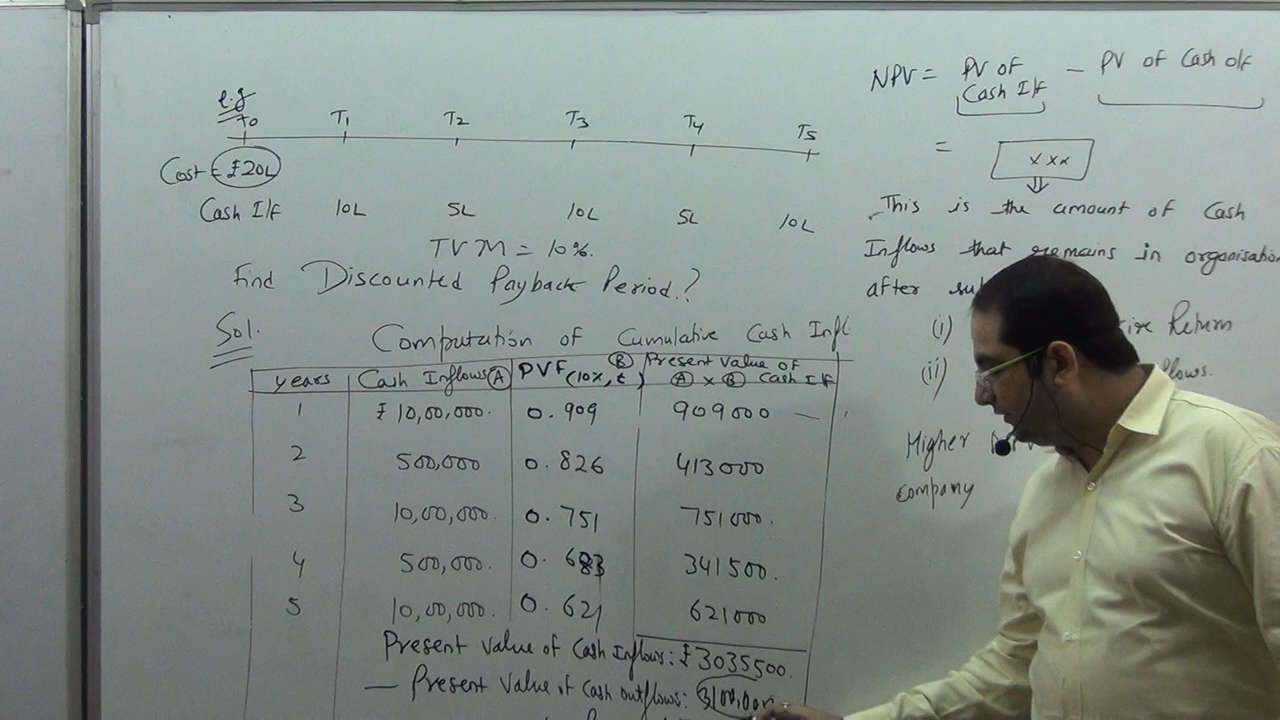 e.g
T0 T1 T2 T3 T4 T5
Cost ₹20L
Cash I/f 10L 5L 10L 5L 10L
TVM = 10%.
Find Discounted Payback Period.?
Sol. Computation of Cumulative Cash Infl
years Cash Inflows (A) PVF(10%, t) (B) Present Value of Cash I/f (A) x (B)
1 ₹10,00,000. 0.909 909000 —
2 500,000 0.826 413000
3 10,00,000. 0.751 751000.
4 500,000. 0.683 341500.
5 10,00,000. 0.621 621000
Present Value of Cash Inflows: ₹3035500.
— Present Value of Cash outflows:
NPV = PV of Cash I/f — PV of Cash o/f
= xxx
This is the amount of Cash
Inflows that remains in organisation
after
(i) Return
(ii) flows.
Higher
company